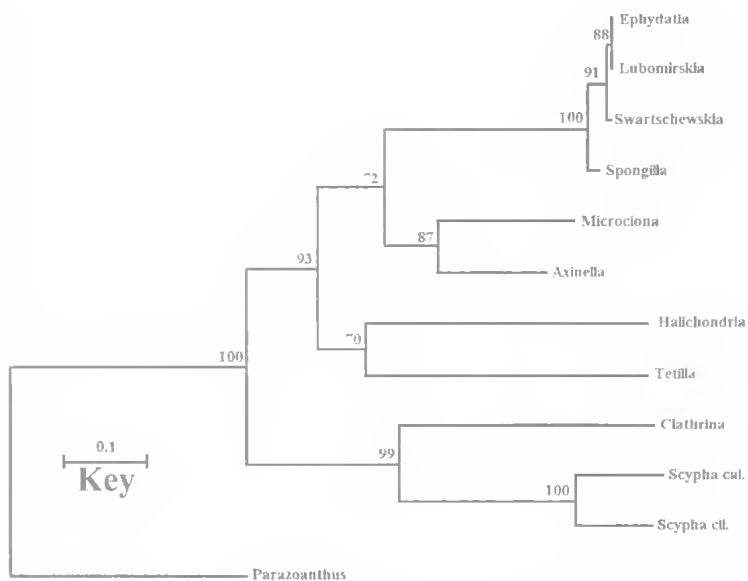 Ephydatia
88
Lubomirskia
91
Swartschewskia
100
Spongilla
72
Microciona
87
Axinella
93
Halichondria
70
Tetilla
100
Clathrina
0.1
Key
99
Scypha cal.
100
Scypha cil.
Parazoanthus